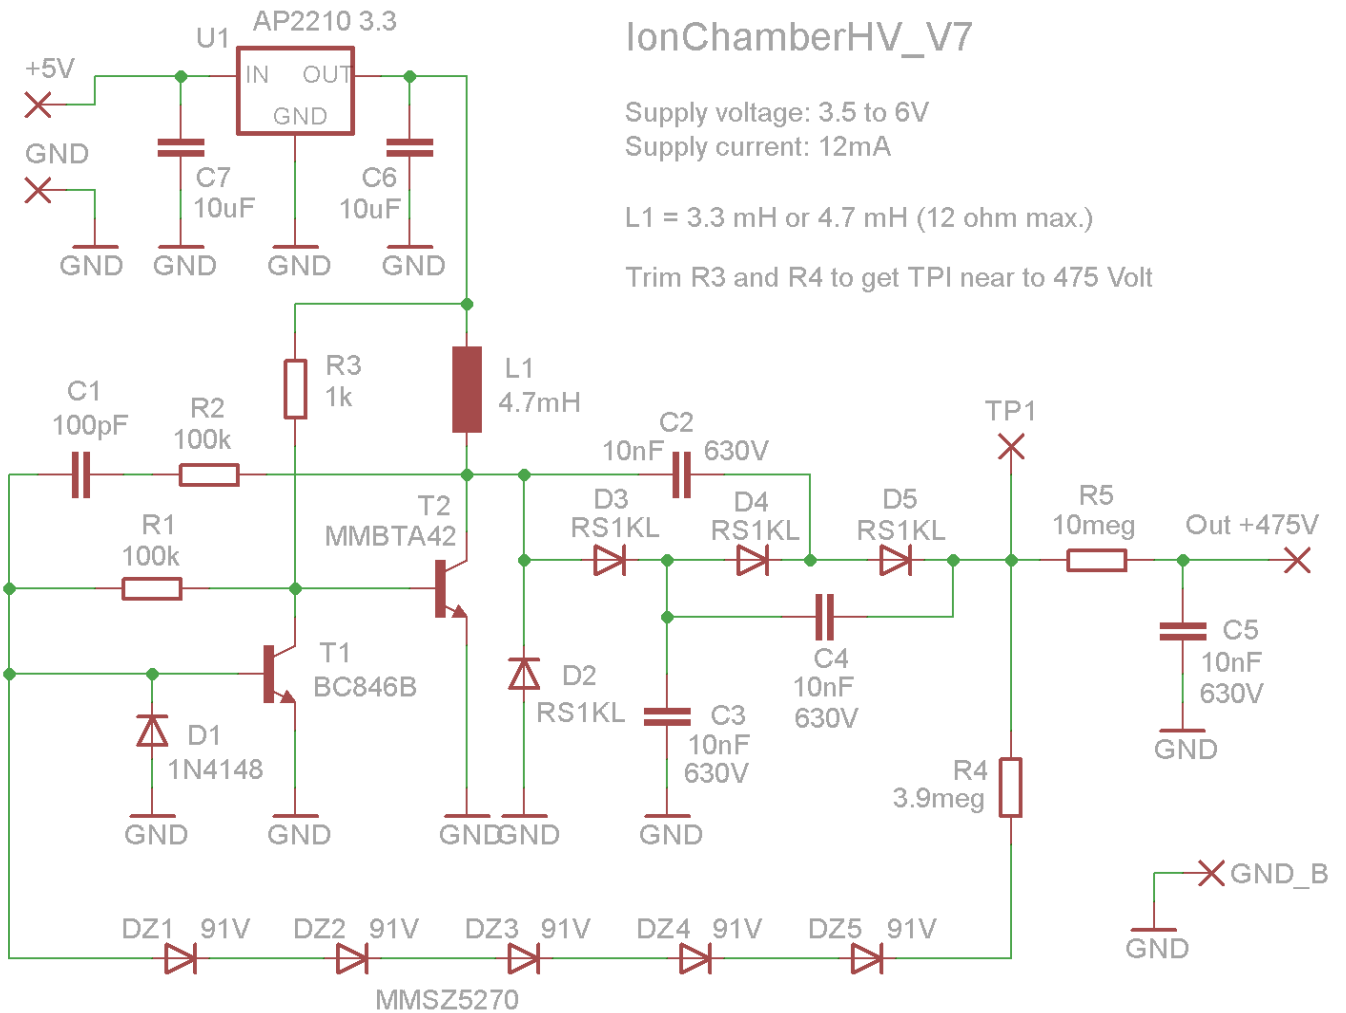 AP2210 3.3
IonChamberHV_V7
U1
+5V
IN
OUT
GND
Supply voltage: 3.5 to 6V
Supply current: 12mA
GND
C7
10uF
C6
10uF
L1 = 3.3 mH or 4.7 mH (12 ohm max.)
GND
GND
GND
GND
Trim R3 and R4 to get TPI near to 475 Volt
R3
1k
L1
4.7mH
C1
100pF
R2
100k
TP1
C2
10nF
630V
T2
MMBTA42
D3
RS1KL
D4
RS1KL
D5
RS1KL
R5
10meg
Out +475V
R1
100k
T1
BC846B
D2
RS1KL
C4
10nF
630V
C5
10nF
630V
D1
1N4148
C3
10nF
630V
GND
R4
3.9meg
GND
GND
GND
GND
GND
GND_B
DZ1 91V
DZ2 91V
DZ3 91V
DZ4 91V
DZ5 91V
GND
MMSZ5270